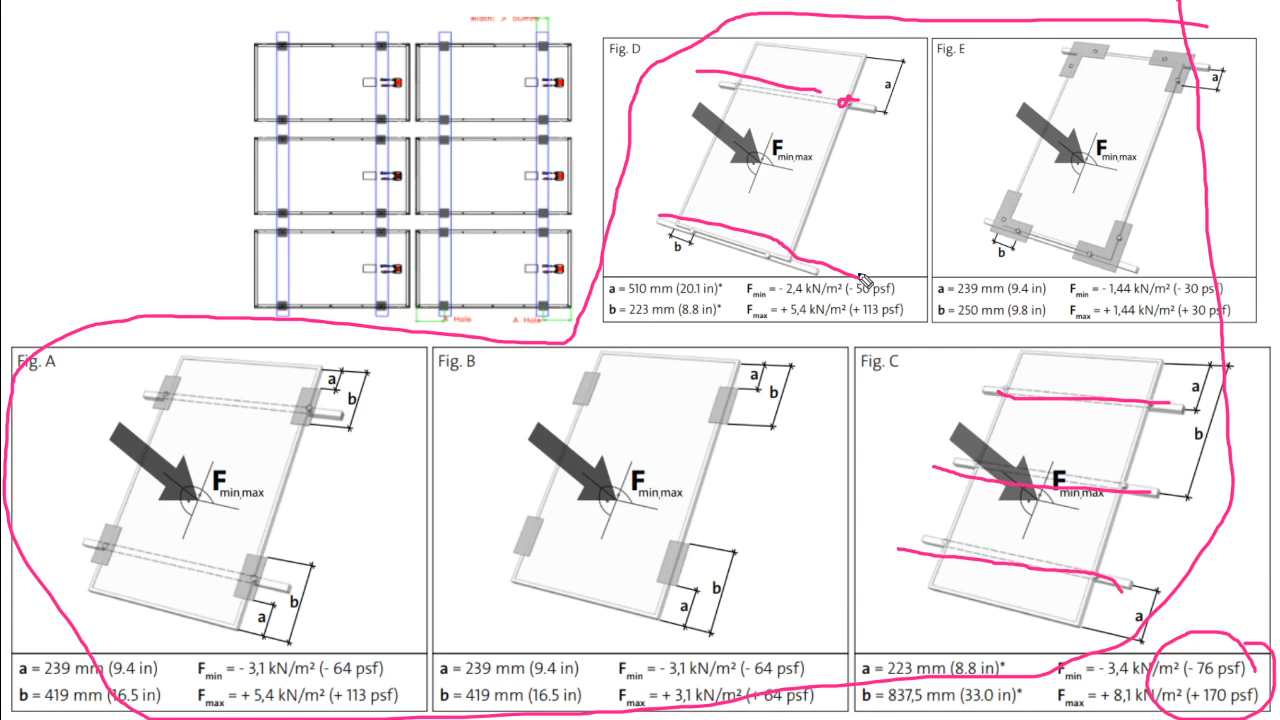 Width: > 50mm
A Hole
A Hole
Fig. D
a
F min,max
b
a = 510 mm (20.1 in)* F min = - 2,4 kN/m² (- 50 psf)
b = 223 mm (8.8 in)* F max = + 5,4 kN/m² (+ 113 psf)
Fig. E
a
F min,max
b
a = 239 mm (9.4 in) F min = - 1,44 kN/m² (- 30 psf)
b = 250 mm (9.8 in) F max = + 1,44 kN/m² (+ 30 psf)
Fig. A
a
b
F min,max
b
a
a = 239 mm (9.4 in) F min = - 3,1 kN/m² (- 64 psf)
b = 419 mm (16.5 in) F max = + 5,4 kN/m² (+ 113 psf)
Fig. B
a
b
F min,max
b
a
a = 239 mm (9.4 in) F min = - 3,1 kN/m² (- 64 psf)
b = 419 mm (16.5 in) F max = + 3,1 kN/m² (+ 64 psf)
Fig. C
a
b
F min,max
a
a = 223 mm (8.8 in)* F min = - 3,4 kN/m² (- 76 psf)
b = 837,5 mm (33.0 in)* F max = + 8,1 kN/m² (+ 170 psf)